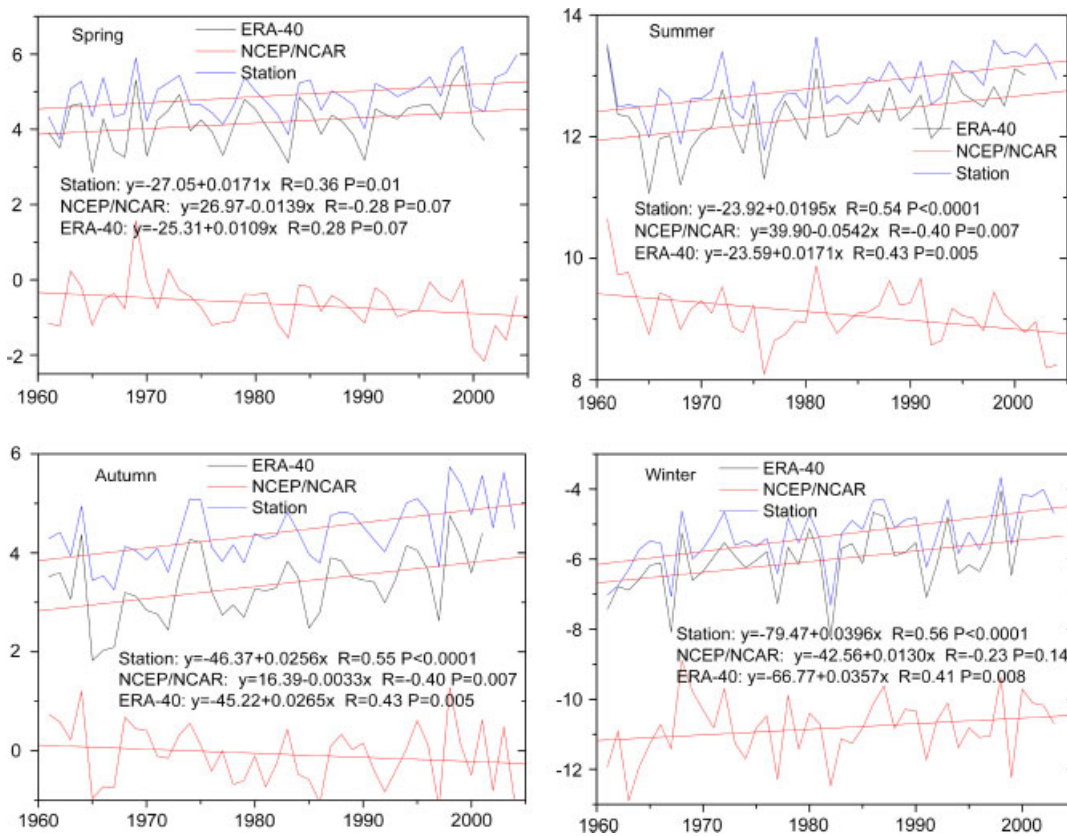 Spring
ERA-40
NCEP/NCAR
Station
6
4
2
0
-2
Station: y=-27.05+0.0171x R=0.36 P=0.01
NCEP/NCAR: y=26.97-0.0139x R=-0.28 P=0.07
ERA-40: y=-25.31+0.0109x R=0.28 P=0.07
1960 1970 1980 1990 2000
Summer
14
12
10
8
ERA-40
NCEP/NCAR
Station
Station: y=-23.92+0.0195x R=0.54 P<0.0001
NCEP/NCAR: y=39.90-0.0542x R=-0.40 P=0.007
ERA-40: y=-23.59+0.0171x R=0.43 P=0.005
1960 1970 1980 1990 2000
Autumn
ERA-40
NCEP/NCAR
Station
6
4
2
0
Station: y=-46.37+0.0256x R=0.55 P<0.0001
NCEP/NCAR: y=16.39-0.0033x R=-0.40 P=0.007
ERA-40: y=-45.22+0.0265x R=0.43 P=0.005
1960 1970 1980 1990 2000
Winter
ERA-40
NCEP/NCAR
Station
-4
-6
-8
-10
-12
Station: y=-79.47+0.0396x R=0.56 P<0.0001
NCEP/NCAR: y=-42.56+0.0130x R=-0.23 P=0.14
ERA-40: y=-66.77+0.0357x R=0.41 P=0.008
1960 1970 1980 1990 2000